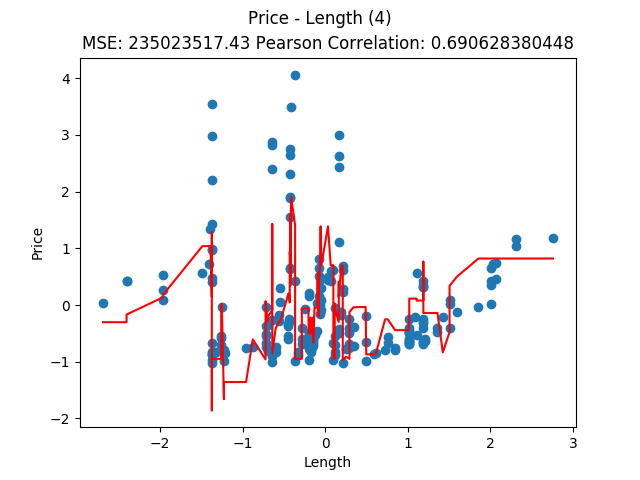 Price - Length (4)
MSE: 235023517.43 Pearson Correlation: 0.690628380448
4
3
2
1
0
−1
−2
Price
−2 −1 0 1 2 3
Length